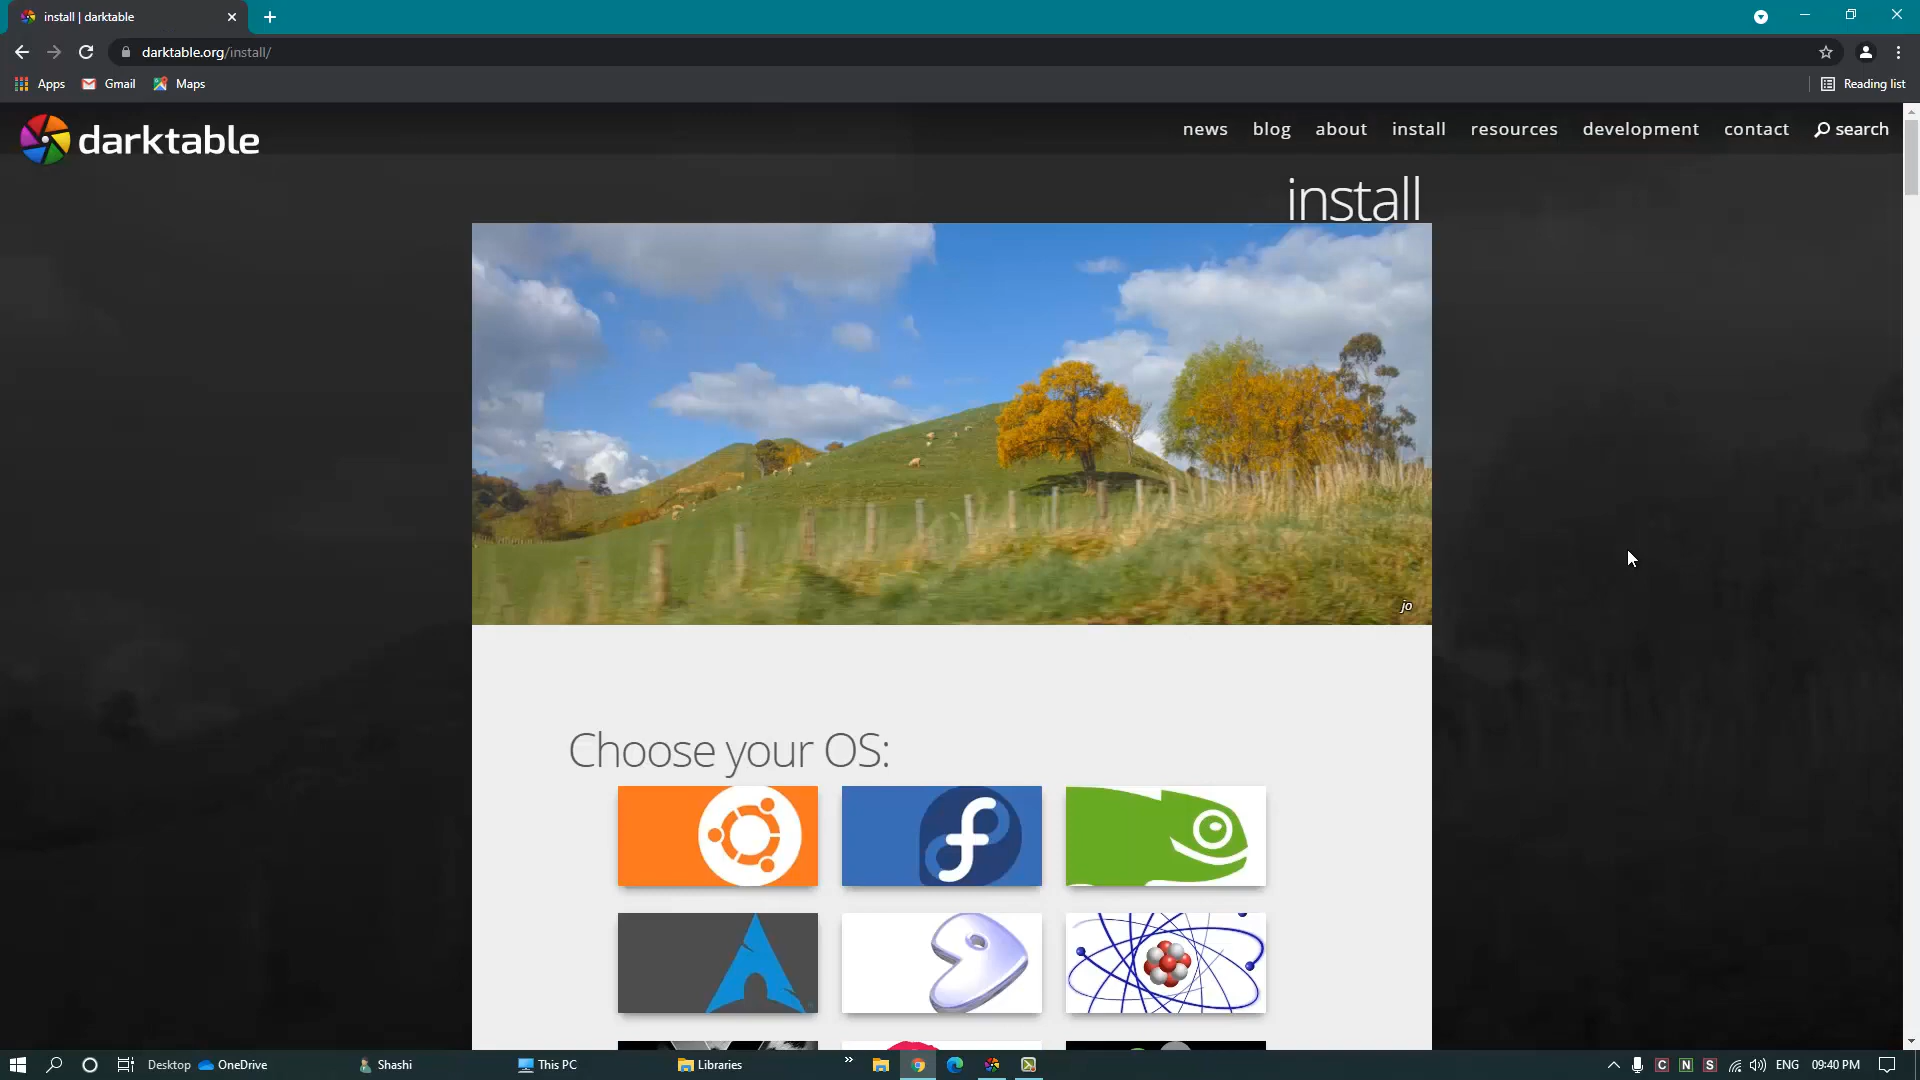 install | darktable
darktable.org/install/
Apps Gmail Maps Reading list
darktable news blog about install resources development contact search
install
jo
Choose your OS:
Desktop OneDrive Shashi This PC Libraries » C N S ENG 09:40 PM